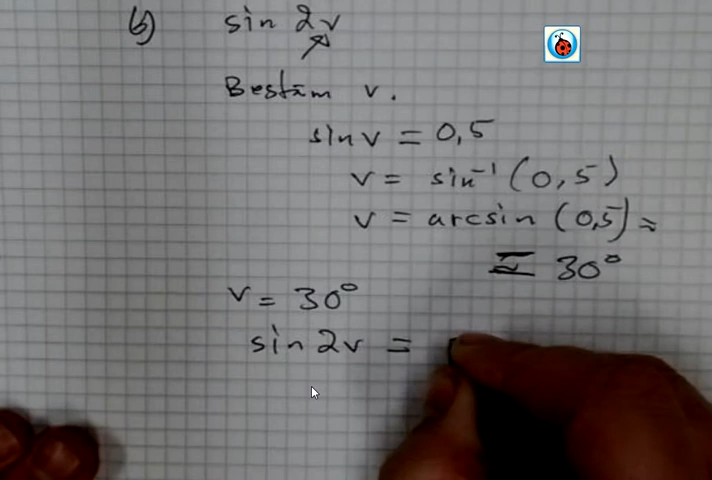 b) sin 2v
Bestäm v.
sin v = 0,5
v = sin⁻¹ (0,5)
v = arcsin (0,5) ≈
= 30°
v = 30°
sin 2v =